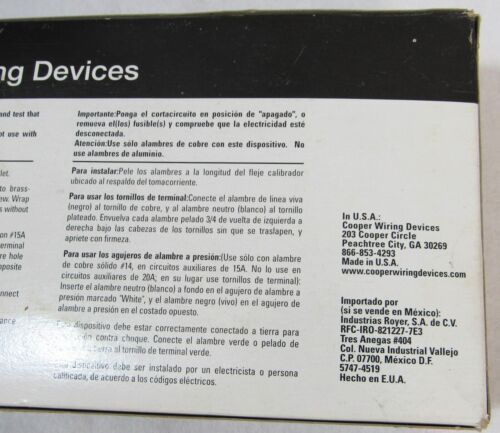 ng Devices
and test that
ot use with
let.
to brass-
ew. Wrap
s without
on #15A
terminal
re hole
pposite
nnect
ance
Importante:Ponga el cortacircuito en posición de "apagado", o
remueva el(los) fusible(s) y compruebe que la electricidad esté
desconectada.
Atención:Use sólo alambres de cobre con este dispositivo. No
use alambres de aluminio.
Para instalar:Pele los alambres a la longitud del fleje calibrador
ubicado al respaldo del tomacorriente.
Para usar los tornillos de terminal:Conecte el alambre de linea viva
(negro) al tornillo de cobre, y al alambre neutro (blanco) al tornillo
plateado. Envuelva cada alambre pelado 3/4 de vuelta de izquierda a
derecha bajo las cabezas de los tornillos sin que se traslapen, y
apriete con firmeza.
Para usar los agujeros de alambre a presión:(Use sólo con alambre
de cobre sólido #14, en circuitos auxiliares de 15A. No lo use en
circuitos auxiliares de 20A; en su lugar use tornillos de terminal):
Inserte el alambre neutro (blanco) a fondo en el agujero de alambre a
presión marcado "White", y el alambre negro (vivo) en el agujero de
alambre a presión en el costado opuesto.
dispositivo debe estar correctamente conectado a tierra para
contra choque. Conecte el alambre verde o pelado de
al tornillo de terminal verde.
dispositivo debe ser instalado por un electricista o persona
calificada, de acuerdo a los códigos eléctricos.
In U.S.A.:
Cooper Wiring Devices
203 Cooper Circle
Peachtree City, GA 30269
866-853-4293
Made in U.S.A.
www.cooperwiringdevices.com
Importado por
(si se vende en México):
Industrias Royer, S.A. de C.V.
RFC-IRO-821227-7E3
Tres Anegas #404
Col. Nueva Industrial Vallejo
C.P. 07700, México D.F.
5747-4519
Hecho en E.U.A.